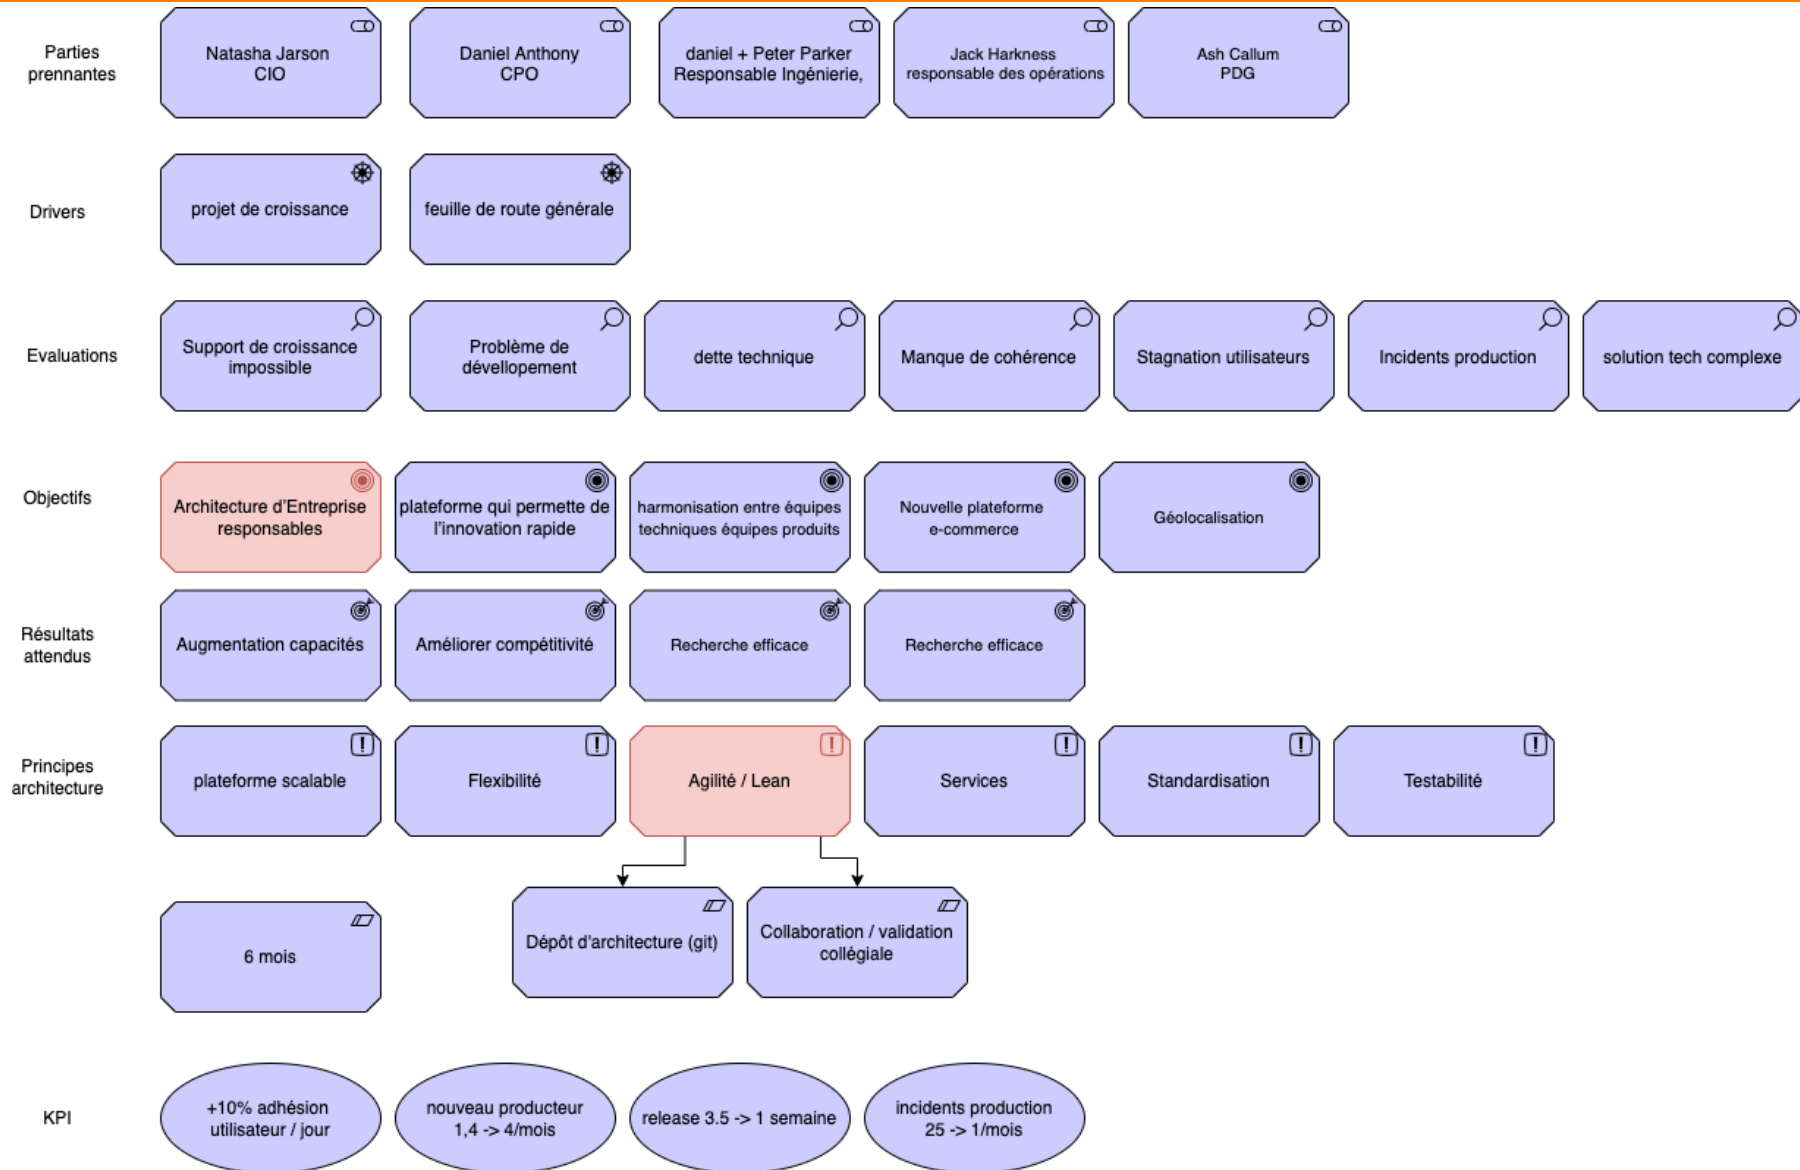 Parties
prennantes
Natasha Jarson
CIO
Daniel Anthony
CPO
daniel + Peter Parker
Responsable Ingénierie,
Jack Harkness
responsable des opérations
Ash Callum
PDG
Drivers
projet de croissance
feuille de route générale
Evaluations
Support de croissance
impossible
Problème de
dévellopement
dette technique
Manque de cohérence
Stagnation utilisateurs
Incidents production
solution tech complexe
Objectifs
Architecture d'Entreprise
responsables
plateforme qui permette de
l'innovation rapide
harmonisation entre équipes
techniques équipes produits
Nouvelle plateforme
e-commerce
Géolocalisation
Résultats
attendus
Augmentation capacités
Améliorer compétitivité
Recherche efficace
Recherche efficace
Principes
architecture
plateforme scalable
Flexibilité
Agilité / Lean
Services
Standardisation
Testabilité
6 mois
Dépôt d'architecture (git)
Collaboration / validation
collégiale
KPI
+10% adhésion
utilisateur / jour
nouveau producteur
1,4 -> 4/mois
release 3.5 -> 1 semaine
incidents production
25 -> 1/mois